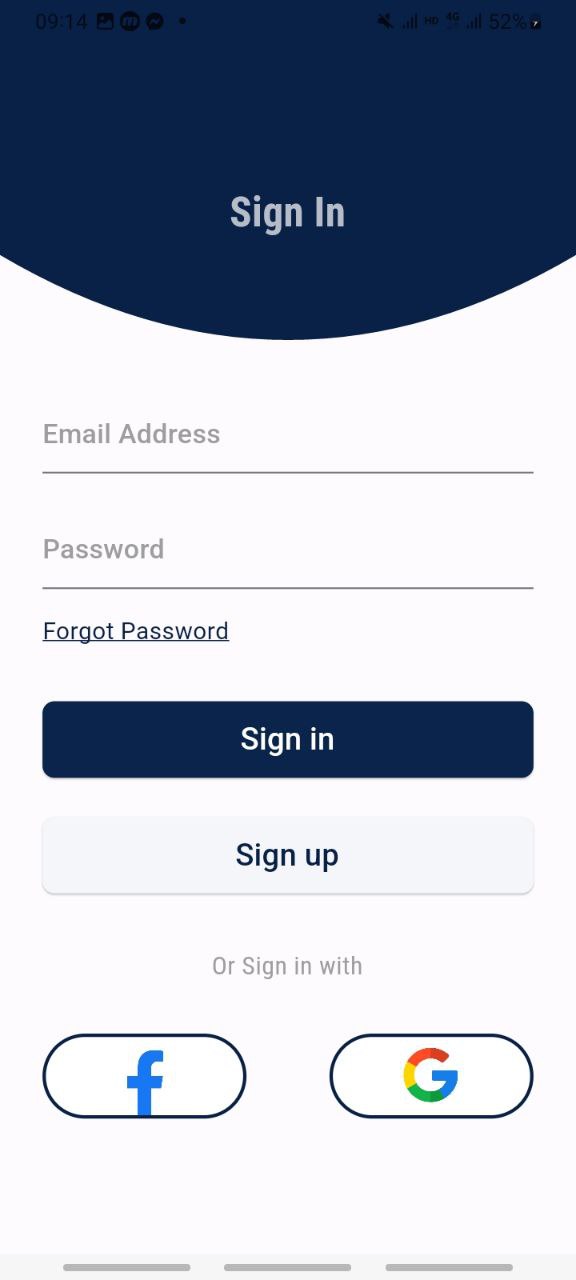 09:14 HD 4G 52%
Sign In
Email Address
Password
Forgot Password
Sign in
Sign up
Or Sign in with